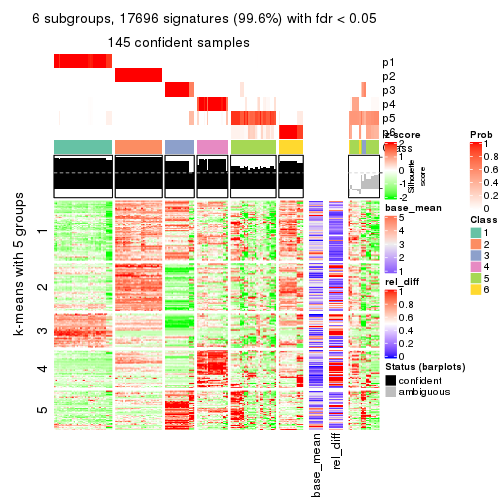 6 subgroups, 17696 signatures (99.6%) with fdr < 0.05
145 confident samples
p1
p2
p3
p4
p5
p6
Class
z-score
2
1
0
-1
-2
Silhouette
score
1
2
3
4
5
k-means with 5 groups
base_mean
rel_diff
base_mean
5
4
3
2
1
rel_diff
1
0.8
0.6
0.4
0.2
0
Status (barplots)
confident
ambiguous
Prob
1
0.8
0.6
0.4
0.2
0
Class
1
2
3
4
5
6